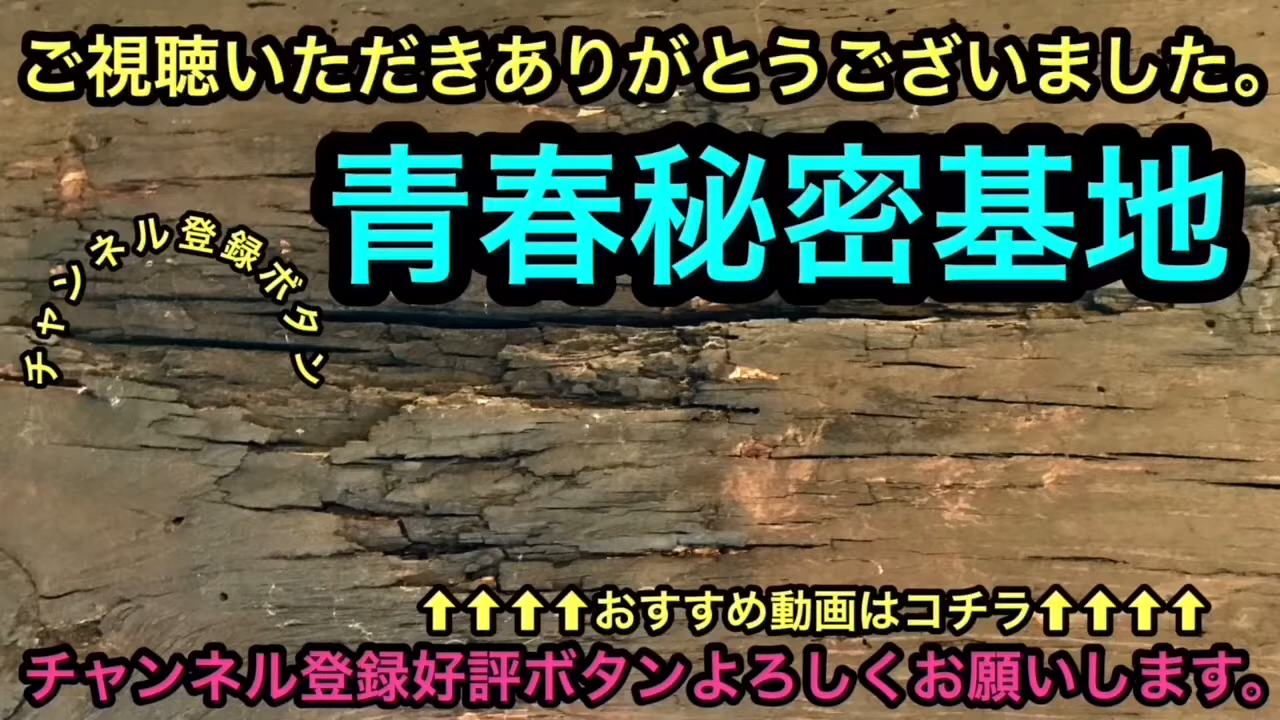 ご視聴いただきありがとうございました。
青春秘密基地
チャンネル登録ボタン
⬆⬆⬆⬆おすすめ動画はコチラ⬆⬆⬆⬆
チャンネル登録好評ボタンよろしくお願いします。